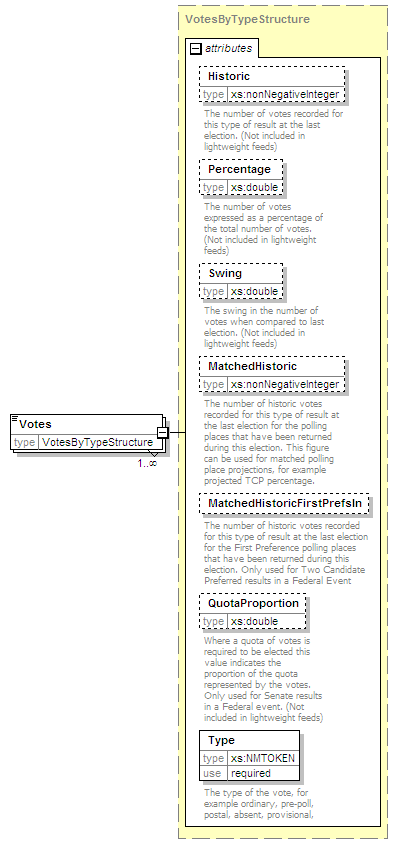 VotesByTypeStructure
attributes
Historic
type xs:nonNegativeInteger
The number of votes recorded for
this type of result at the last
election. (Not included in
lightweight feeds)
Percentage
type xs:double
The number of votes
expressed as a percentage of
the total number of votes.
(Not included in lightweight
feeds)
Swing
type xs:double
The swing in the number of
votes when compared to last
election. (Not included in
lightweight feeds)
MatchedHistoric
type xs:nonNegativeInteger
The number of historic votes
recorded for this type of result at
the last election for the polling
places that have been returned
during this election. This figure
can be used for matched polling
place projections, for example
projected TCP percentage.
Votes
type VotesByTypeStructure
1..∞
MatchedHistoricFirstPrefsIn
The number of historic votes recorded
for this type of result at the last election
for the First Preference polling places
that have been returned during this
election. Only used for Two Candidate
Preferred results in a Federal Event
QuotaProportion
type xs:double
Where a quota of votes is
required to be elected this
value indicates the
proportion of the quota
represented by the votes.
Only used for Senate results
in a Federal event. (Not
included in lightweight feeds)
Type
type xs:NMTOKEN
use required
The type of the vote, for
example ordinary, pre-poll,
postal, absent, provisional,